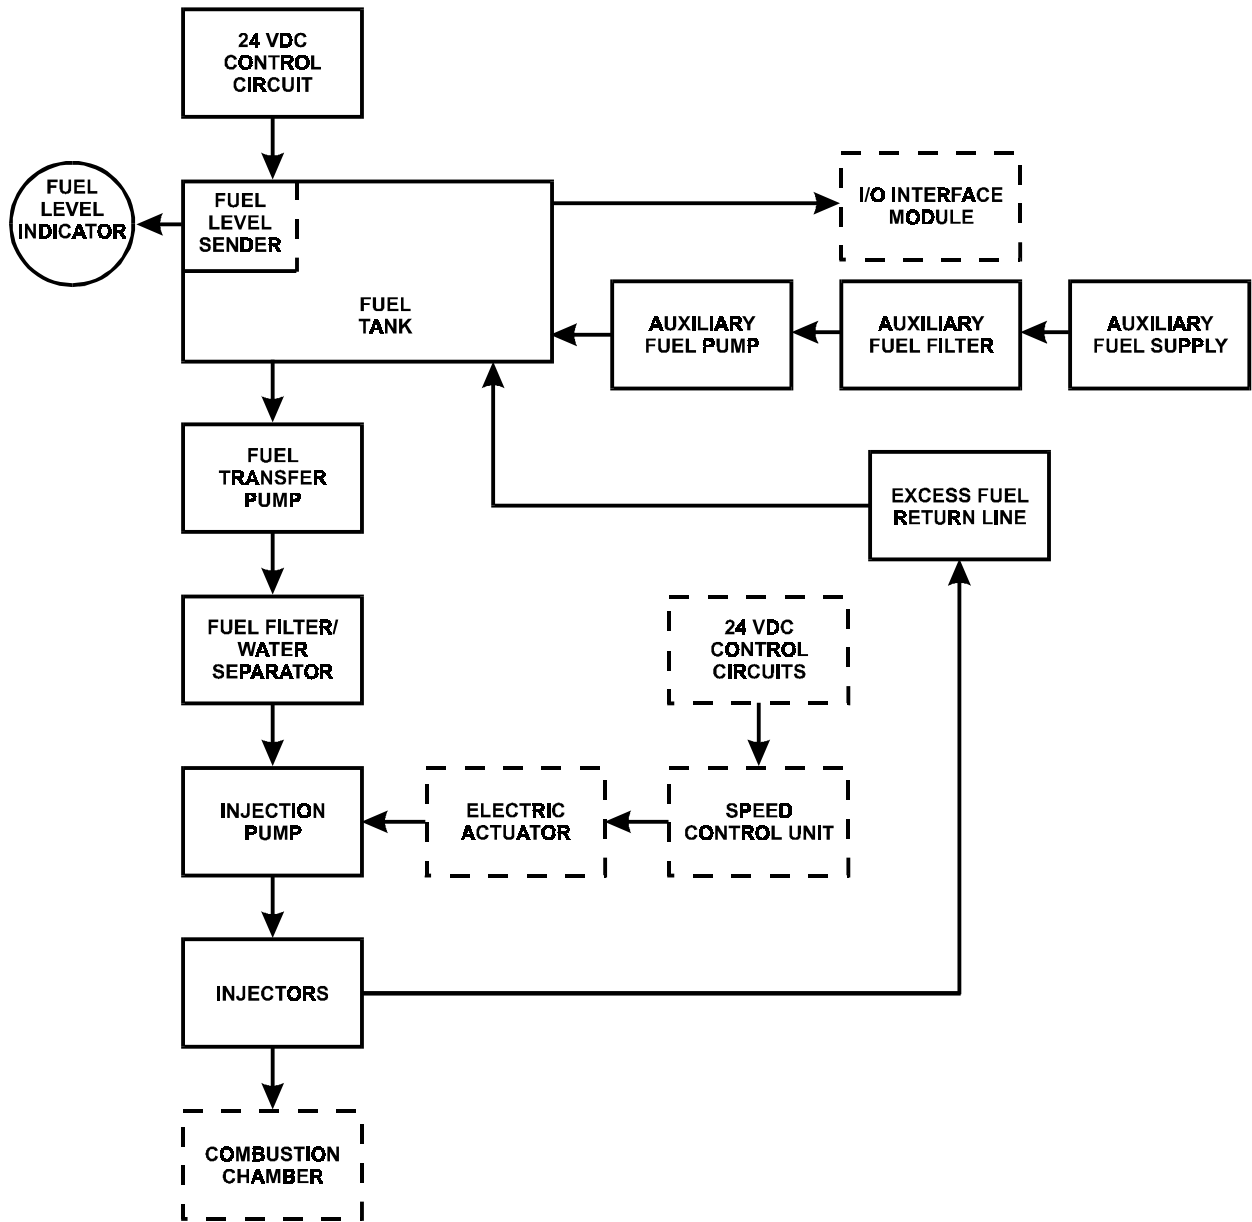 24 VDC
CONTROL
CIRCUIT
FUEL
LEVEL
INDICATOR
FUEL
LEVEL
SENDER
FUEL
TANK
I/O INTERFACE
MODULE
AUXILIARY
FUEL PUMP
AUXILIARY
FUEL FILTER
AUXILIARY
FUEL SUPPLY
FUEL
TRANSFER
PUMP
EXCESS FUEL
RETURN LINE
FUEL FILTER/
WATER
SEPARATOR
24 VDC
CONTROL
CIRCUITS
INJECTION
PUMP
ELECTRIC
ACTUATOR
SPEED
CONTROL UNIT
INJECTORS
COMBUSTION
CHAMBER